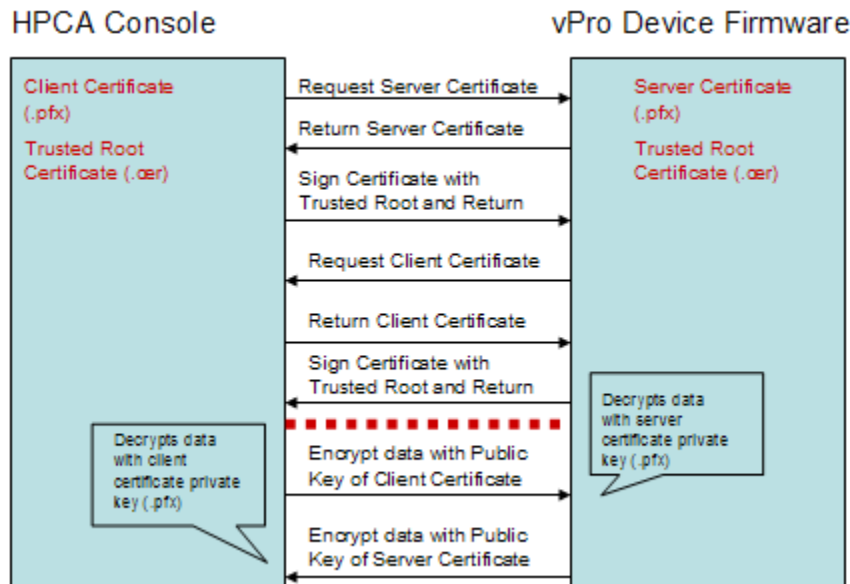 HPCA Console
vPro Device Firmware
Client Certificate
(.pfx)
Trusted Root
Certificate (.cer)
Request Server Certificate
Return Server Certificate
Sign Certificate with
Trusted Root and Return
Request Client Certificate
Return Client Certificate
Sign Certificate with
Trusted Root and Return
Encrypt data with Public
Key of Client Certificate
Encrypt data with Public
Key of Server Certificate
Server Certificate
(.pfx)
Trusted Root
Certificate (.cer)
Decrypts data
with client
certificate private
key (.pfx)
Decrypts data
with server
certificate private
key (.pfx)